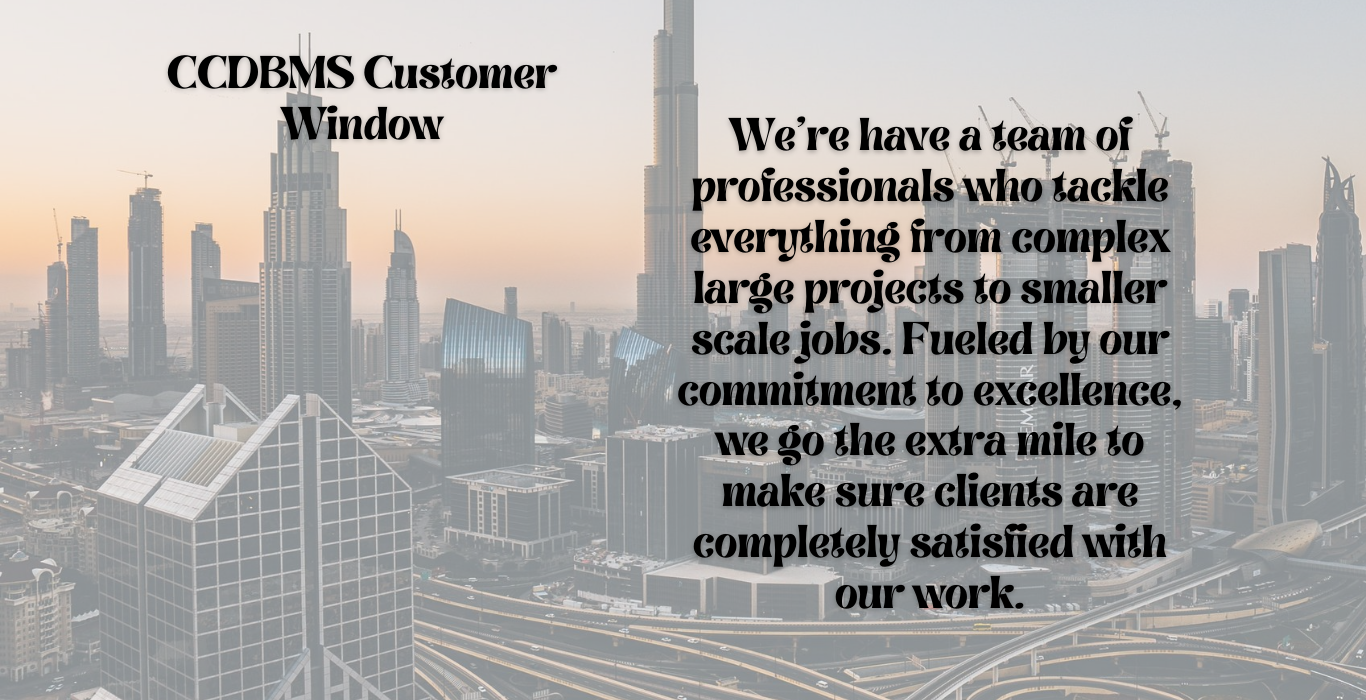 CCDBMS Customer
Window
We’re have a team of
professionals who tackle
everything from complex
large projects to smaller
scale jobs. Fueled by our
commitment to excellence,
we go the extra mile to
make sure clients are
completely satisfied with
our work.
EMAAR